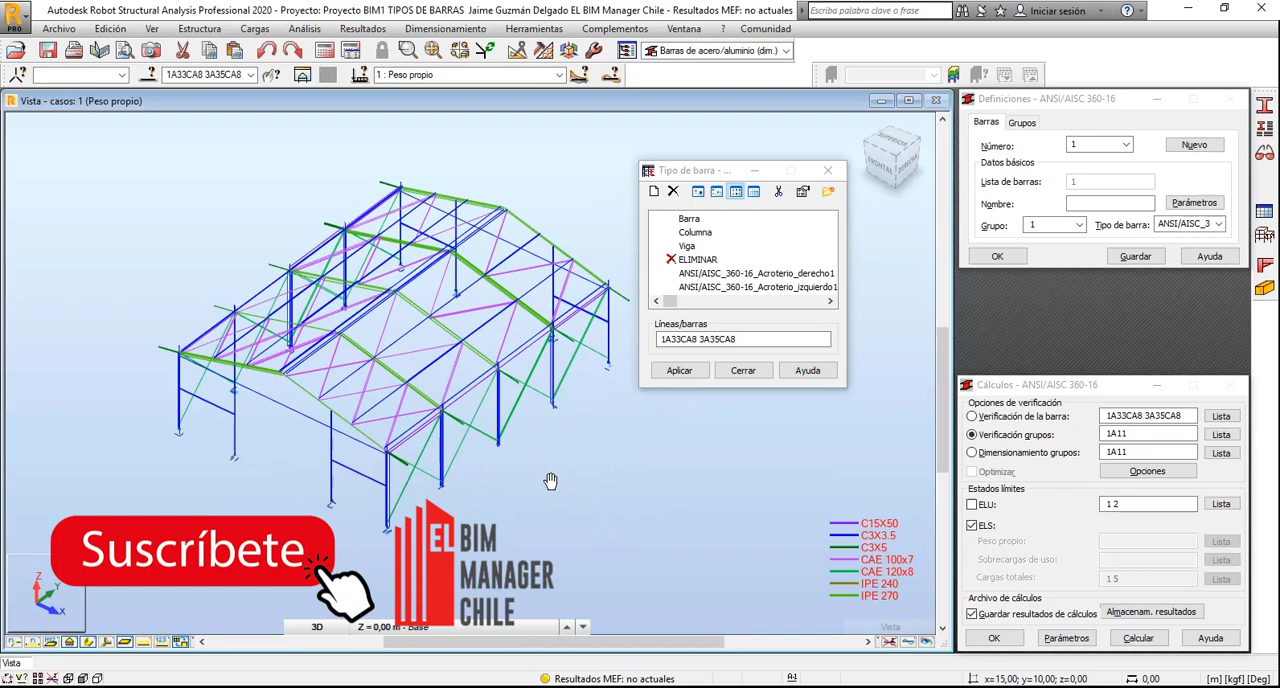 Autodesk Robot Structural Analysis Professional 2020 - Proyecto: Proyecto BIM1 TIPOS DE BARRAS Jaime Guzmán Delgado EL BIM Manager Chile - Resultados MEF: no actuales
Escriba palabra clave o frase
Iniciar sesión
PRO
Archivo Edición Ver Estructura Cargas Análisis Resultados Dimensionamiento Herramientas Complementos Ventana ? Comunidad
Barras de acero/aluminio (dim.)
1A33CA8 3A35CA8
1 : Peso propio
Vista - casos: 1 (Peso propio)
SUPERIOR
FRONTAL
DERECHA
Tipo de barra - ...
Barra
Columna
Viga
ELIMINAR
ANSI/AISC_360-16_Acroterio_derecho1
ANSI/AISC_360-16_Acroterio_izquierdo1
Líneas/barras
1A33CA8 3A35CA8
Aplicar Cerrar Ayuda
Definiciones - ANSI/AISC 360-16
Barras Grupos
Número: 1 Nuevo
Datos básicos
Lista de barras: 1
Nombre: Parámetros
Grupo: 1 Tipo de barra: ANSI/AISC_3
OK Guardar Ayuda
Cálculos - ANSI/AISC 360-16
Opciones de verificación
Verificación de la barra: 1A33CA8 3A35CA8 Lista
Verificación grupos: 1A11 Lista
Dimensionamiento grupos: 1A11 Lista
Optimizar Opciones
Estados límites
ELU: 1 2 Lista
ELS:
Peso propio: Lista
Sobrecargas de uso: Lista
Cargas totales: 1 5 Lista
Archivo de cálculos
Guardar resultados de cálculos Almacenam. resultados
OK Parámetros Calcular Ayuda
C15X50
C3X3.5
C3X5
CAE 100x7
CAE 120x8
IPE 240
IPE 270
Suscríbete
EL BIM
MANAGER
CHILE
Z
Y
X
3D Z = 0,00 m - Base
Vista
Vista
Resultados MEF: no actuales
x=15,00; y=10,00; z=0,00
0,00
[m] [kgf] [Deg]